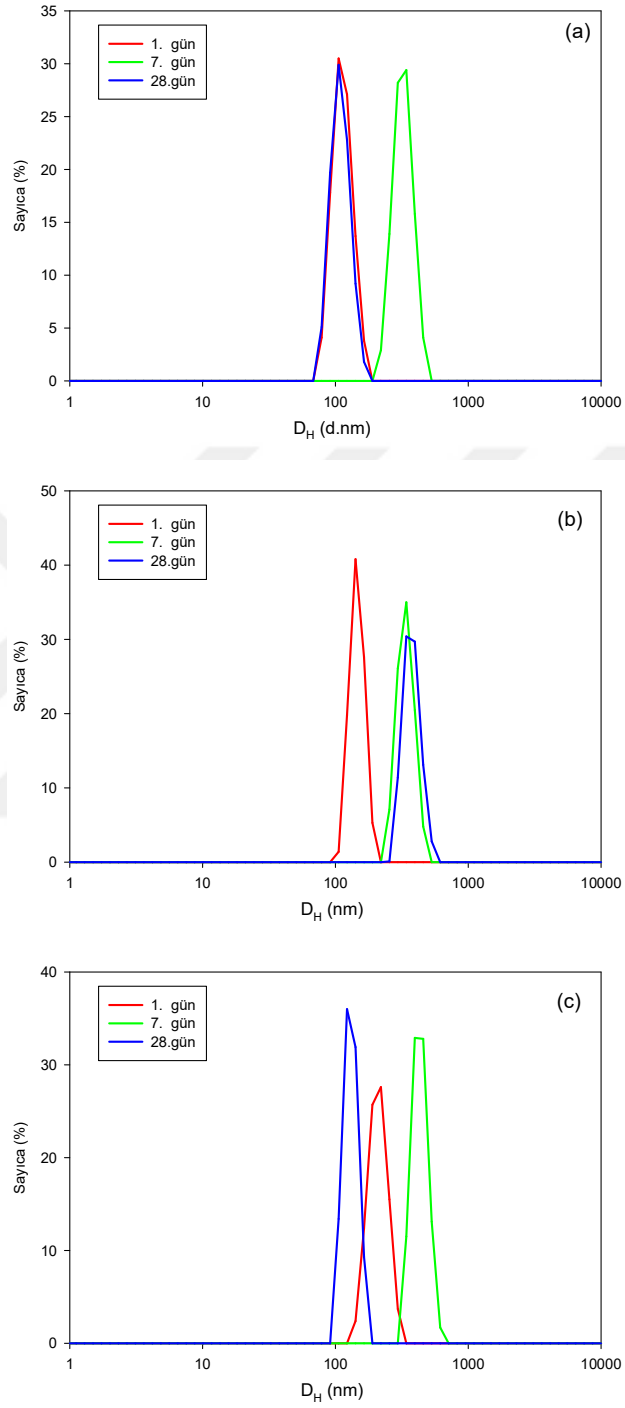 35
30
25
20
15
10
5
0
Sayıca (%)
1. gün
7. gün
28.gün
(a)
1 10 100 1000 10000
D_H (d.nm)
50
40
30
20
10
0
Sayıca (%)
1. gün
7. gün
28.gün
(b)
1 10 100 1000 10000
D_H (nm)
40
30
20
10
0
Sayıca (%)
1. gün
7. gün
28.gün
(c)
1 10 100 1000 10000
D_H (nm)